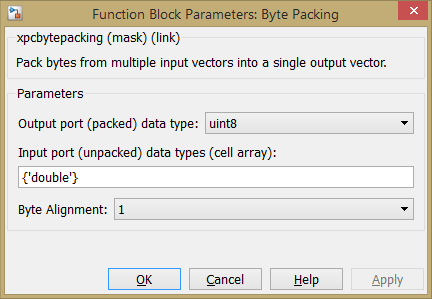 Function Block Parameters: Byte Packing
xpcbytepacking (mask) (link)
Pack bytes from multiple input vectors into a single output vector.
Parameters
Output port (packed) data type: uint8
Input port (unpacked) data types (cell array):
{'double'}
Byte Alignment: 1
OK Cancel Help Apply